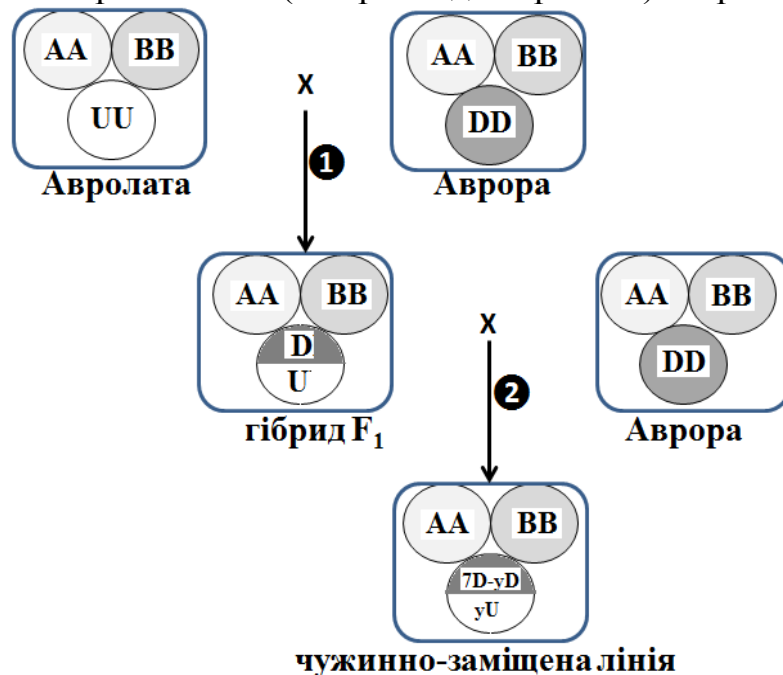 AA BB AA BB
UU X DD
1
Авролата Аврора
AA BB AA BB
D X DD
U
2
гібрид F₁ Аврора
AA BB
7D-yD
yU
чужинно-заміщена лінія